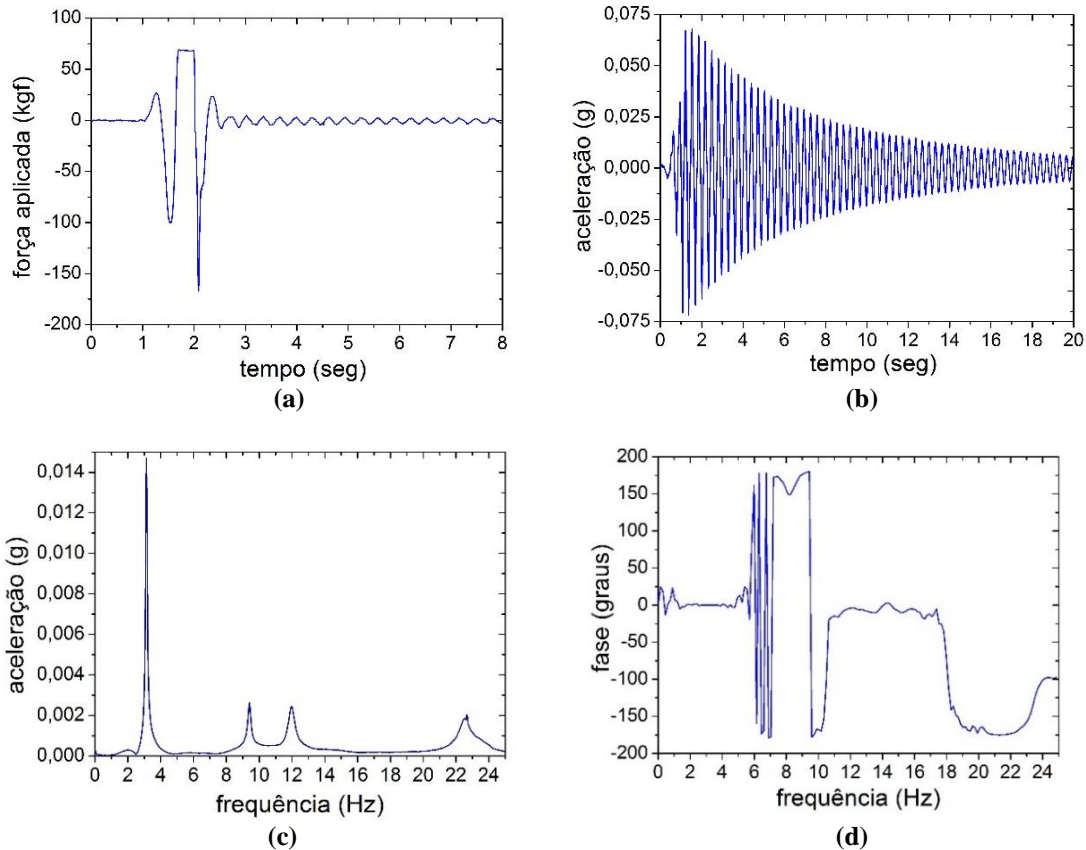 100
50
0
-50
-100
-150
-200
força aplicada (kgf)
0 1 2 3 4 5 6 7 8
tempo (seg)
(a)
0,075
0,050
0,025
0,000
-0,025
-0,050
-0,075
aceleração (g)
0 2 4 6 8 10 12 14 16 18 20
tempo (seg)
(b)
0,014
0,012
0,010
0,008
0,006
0,004
0,002
0,000
aceleração (g)
0 2 4 6 8 10 12 14 16 18 20 22 24
frequência (Hz)
(c)
200
150
100
50
0
-50
-100
-150
-200
fase (graus)
0 2 4 6 8 10 12 14 16 18 20 22 24
frequência (Hz)
(d)